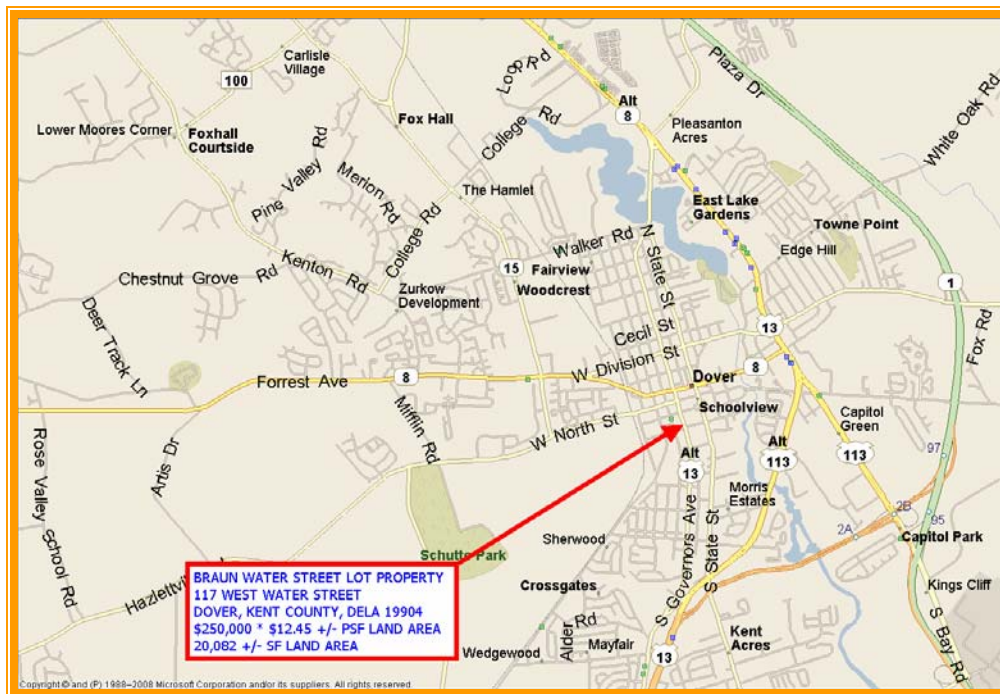 Carlisle
Village
100
Lower Moores Corner
Foxhall
Courtside
Fox Hall
Loop Rd
Alt
8
Plaza Dr
White Oak Rd
Pleasanton
Acres
College Rd
Pine Valley Rd
Merion Rd
The Hamlet
East Lake
Gardens
Towne Point
Walker Rd
N State St
Edge Hill
College Rd
Kenton Rd
Chestnut Grove Rd
15
Fairview
Woodcrest
Zurkow
Development
1
Deer Track Ln
Cecil St
13
Fox Rd
W Division St
Forrest Ave
8
Dover
8
Schoolview
Mifflin Rd
W North St
Capitol
Green
Rose Valley School Rd
Artis Dr
Alt
13
Alt
113
113
97
Morris
Estates
2B
2A
95
Capitol Park
Sherwood
Schutte Park
S Governors Ave
S State St
Crossgates
Kings Cliff
BRAUN WATER STREET LOT PROPERTY
117 WEST WATER STREET
DOVER, KENT COUNTY, DELA 19904
$250,000 * $12.45 +/- PSF LAND AREA
20,082 +/- SF LAND AREA
Alder Rd
S Bay Rd
Wedgewood
Mayfair
13
Kent
Acres
Copyright © and (P) 1988-2008 Microsoft Corporation and/or its suppliers. All rights reserved.